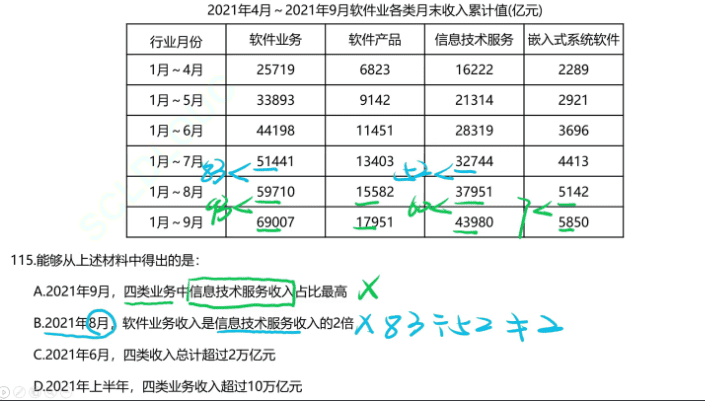 2021年4月～2021年9月软件业各类月末收入累计值(亿元)
行业月份 软件业务 软件产品 信息技术服务 嵌入式系统软件
1月～4月 25719 6823 16222 2289
1月～5月 33893 9142 21314 2921
1月～6月 44198 11451 28319 3696
1月～7月 51441 13403 32744 4413
83< 52<
1月～8月 59710 15582 37951 5142
93< 60< 7<
1月～9月 69007 17951 43980 5850
115.能够从上述材料中得出的是:
A.2021年9月，四类业务中信息技术服务收入占比最高 X
B.2021年8月，软件业务收入是信息技术服务收入的2倍 X 83÷52≠2
C.2021年6月，四类收入总计超过2万亿元
D.2021年上半年，四类业务收入超过10万亿元